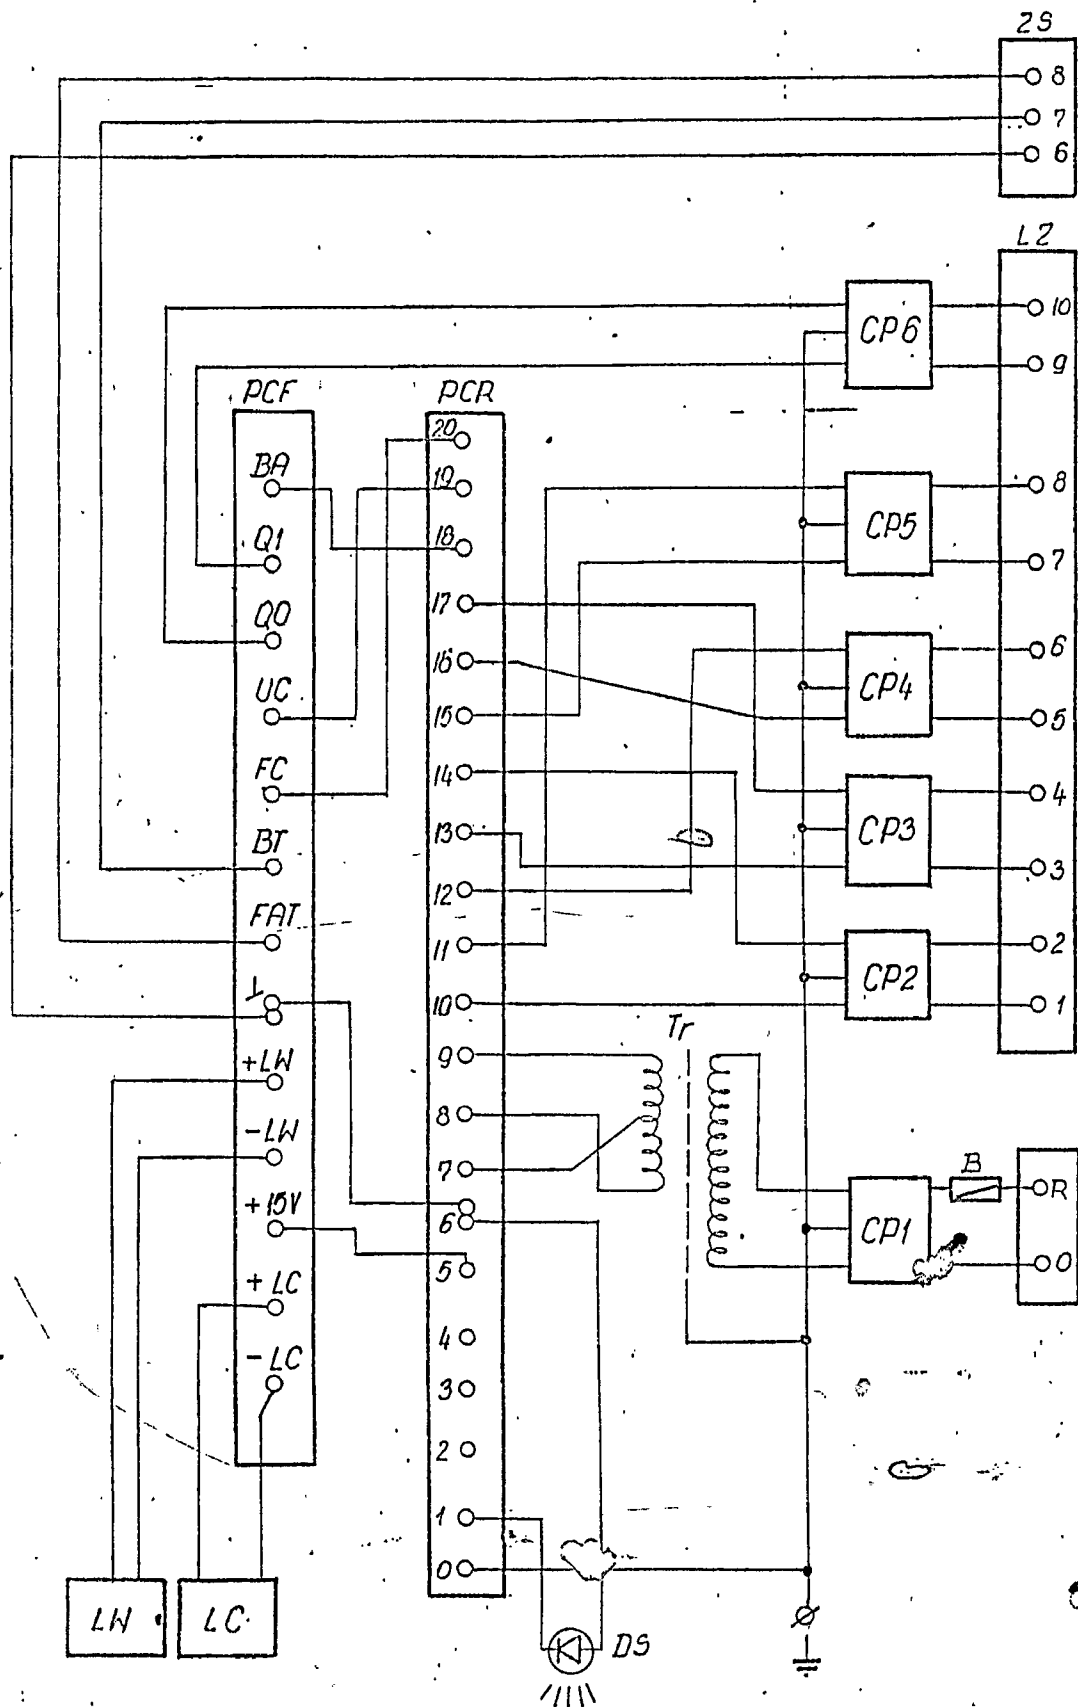 2S
8
7
6
LZ
10
9
8
7
6
5
4
3
2
1
CP6
CP5
CP4
CP3
CP2
CP1
PCF
BA
Q1
Q0
UC
FC
BT
FAT
⊥
+LW
-LW
+15V
+LC
-LC
PCR
20
19
18
17
16
15
14
13
12
11
10
9
8
7
6
5
4
3
2
1
0
Tr
B
R
O
LW
LC
DS